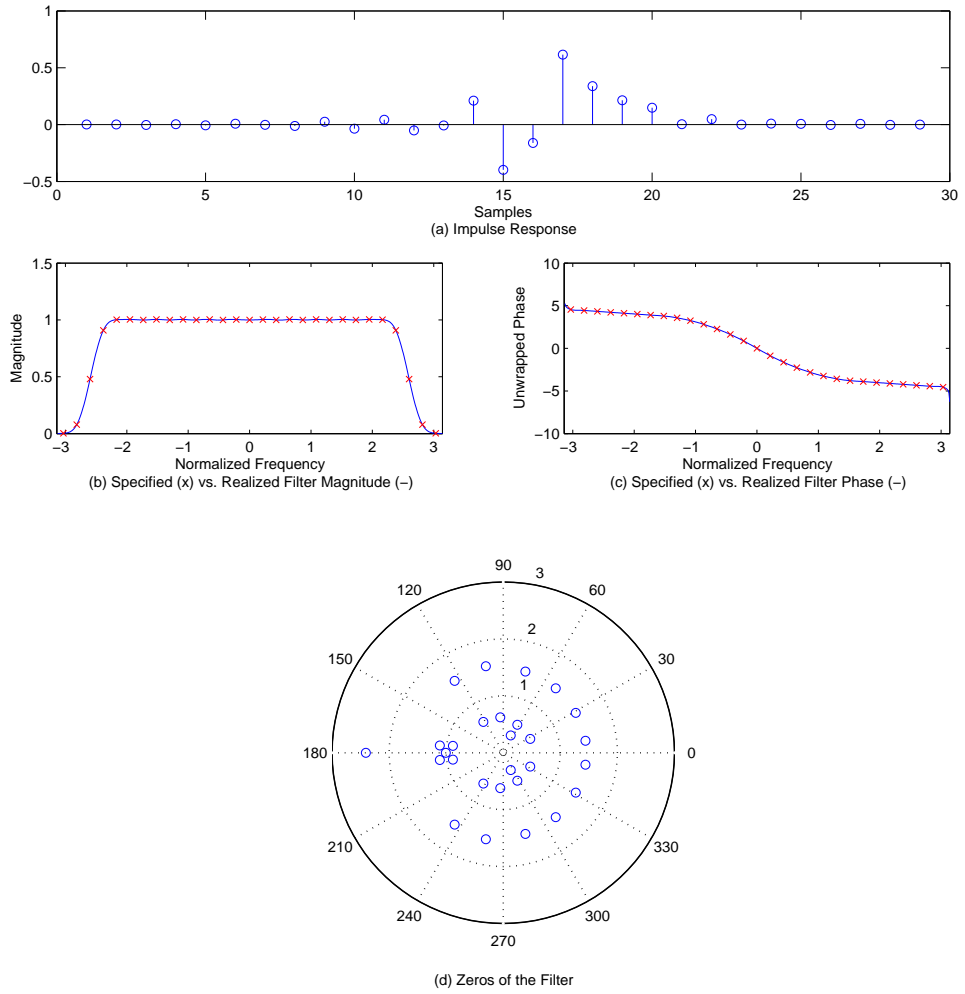 1
0.5
0
−0.5
0 5 10 15 20 25 30
Samples
(a) Impulse Response
1.5
1
0.5
0
Magnitude
−3 −2 −1 0 1 2 3
Normalized Frequency
(b) Specified (x) vs. Realized Filter Magnitude (−)
10
5
0
−5
−10
Unwrapped Phase
−3 −2 −1 0 1 2 3
Normalized Frequency
(c) Specified (x) vs. Realized Filter Phase (−)
90
3
120
60
2
150
30
1
180
0
210
330
240
300
270
(d) Zeros of the Filter